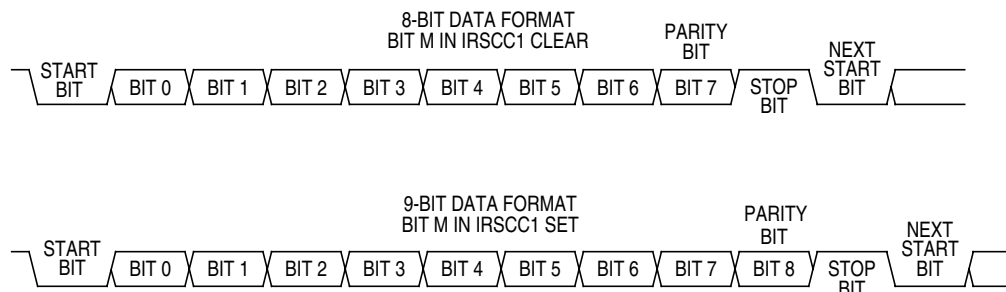 8-BIT DATA FORMAT
BIT M IN IRSCC1 CLEAR
PARITY
BIT
START
BIT
BIT 0
BIT 1
BIT 2
BIT 3
BIT 4
BIT 5
BIT 6
BIT 7
STOP
BIT
NEXT
START
BIT
9-BIT DATA FORMAT
BIT M IN IRSCC1 SET
PARITY
BIT
START
BIT
BIT 0
BIT 1
BIT 2
BIT 3
BIT 4
BIT 5
BIT 6
BIT 7
BIT 8
STOP
BIT
NEXT
START
BIT